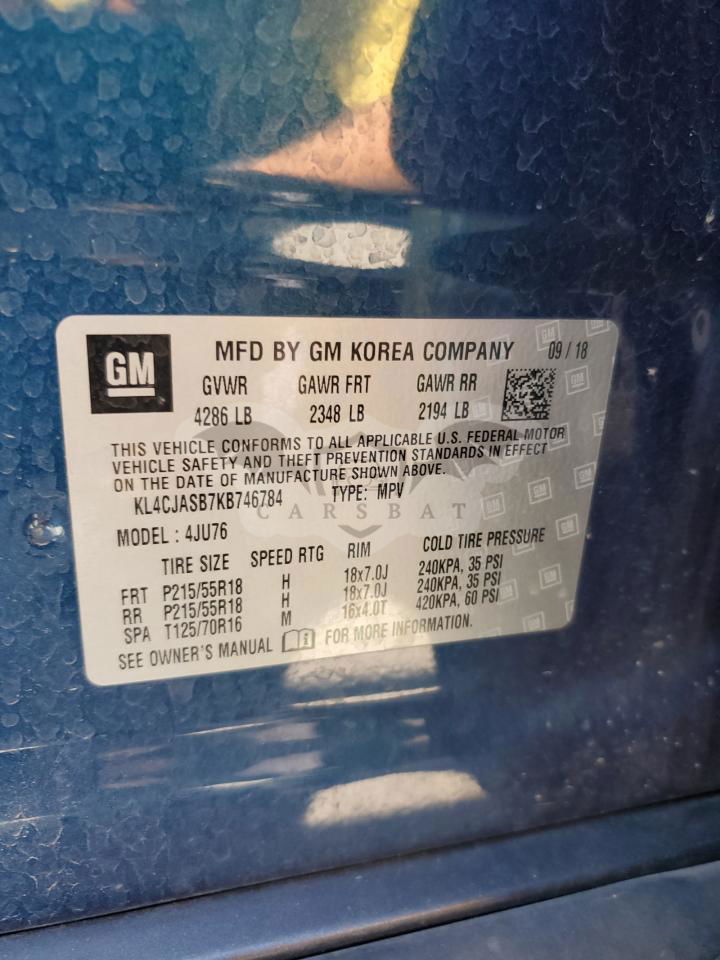 GM MFD BY GM KOREA COMPANY 09/18
GVWR GAWR FRT GAWR RR
4286 LB 2348 LB 2194 LB
THIS VEHICLE CONFORMS TO ALL APPLICABLE U.S. FEDERAL MOTOR
VEHICLE SAFETY AND THEFT PREVENTION STANDARDS IN EFFECT
ON THE DATE OF MANUFACTURE SHOWN ABOVE.
KL4CJASB7KB746784 TYPE: MPV
CARSBAT
MODEL : 4JU76
TIRE SIZE SPEED RTG RIM COLD TIRE PRESSURE
FRT P215/55R18 H 18x7.0J 240KPA, 35 PSI
RR P215/55R18 H 18x7.0J 240KPA, 35 PSI
SPA T125/70R16 M 16x4.0T 420KPA, 60 PSI
SEE OWNER'S MANUAL FOR MORE INFORMATION.